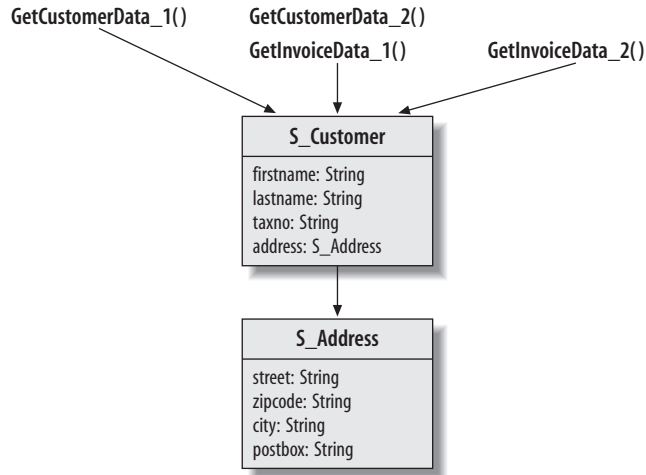 GetCustomerData_1()
GetCustomerData_2()
GetInvoiceData_1()
GetInvoiceData_2()
S_Customer
firstname: String
lastname: String
taxno: String
address: S_Address
S_Address
street: String
zipcode: String
city: String
postbox: String